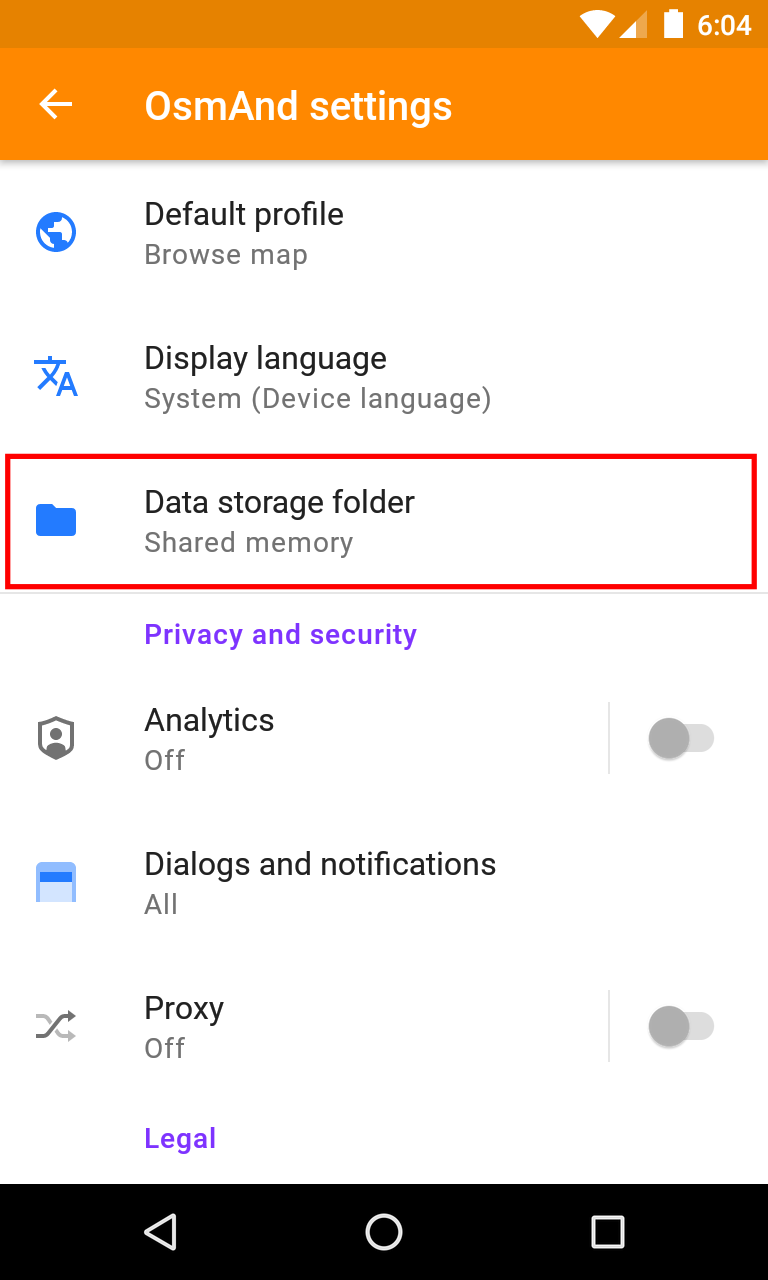 6:04
OsmAnd settings
Default profile
Browse map
Display language
System (Device language)
Data storage folder
Shared memory
Privacy and security
Analytics
Off
Dialogs and notifications
All
Proxy
Off
Legal